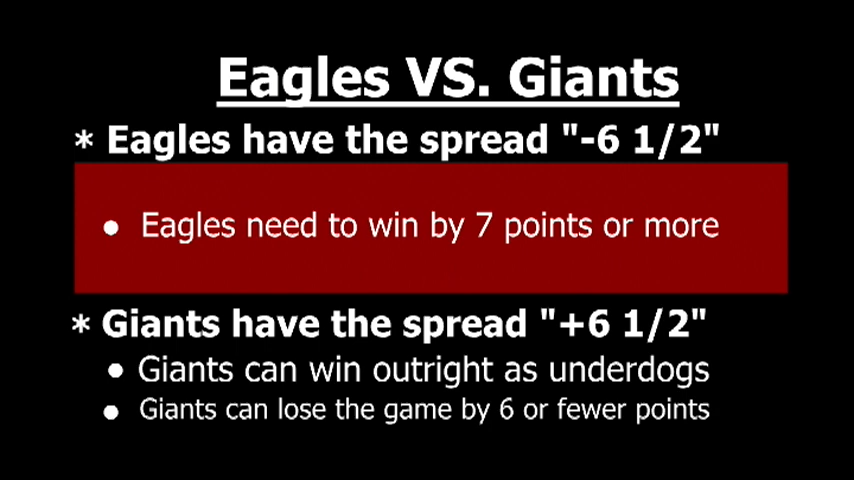 Eagles VS. Giants
* Eagles have the spread "-6 1/2"
● Eagles need to win by 7 points or more
* Giants have the spread "+6 1/2"
● Giants can win outright as underdogs
● Giants can lose the game by 6 or fewer points